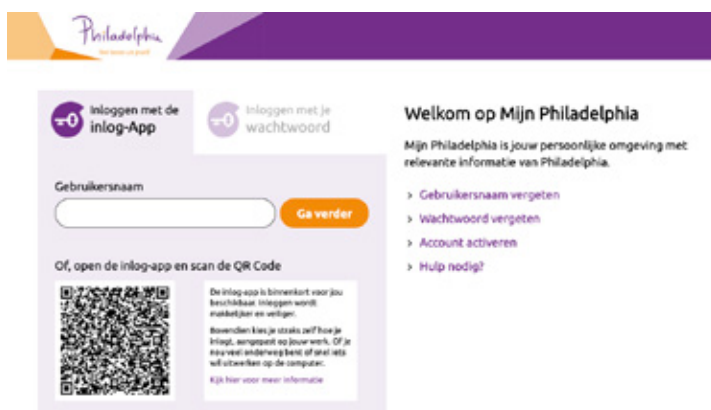 Philadelphia
Inloggen met de
inlog-App
Inloggen met je
wachtwoord
Gebruikersnaam
Ga verder
Of, open de inlog-app en scan de QR Code
De inlog-app is binnenkort voor jou
beschikbaar. Inloggen wordt
makkelijker en veiliger.
Bovendien kies je straks zelf hoe je
inlogt, aangepast op jouw werk. Of je
nou veel onderweg bent of snel iets
wil uitwerken op de computer.
Kijk hier voor meer informatie
Welkom op Mijn Philadelphia
Mijn Philadelphia is jouw persoonlijke omgeving met
relevante informatie van Philadelphia.
> Gebruikersnaam vergeten
> Wachtwoord vergeten
> Account activeren
> Hulp nodig?